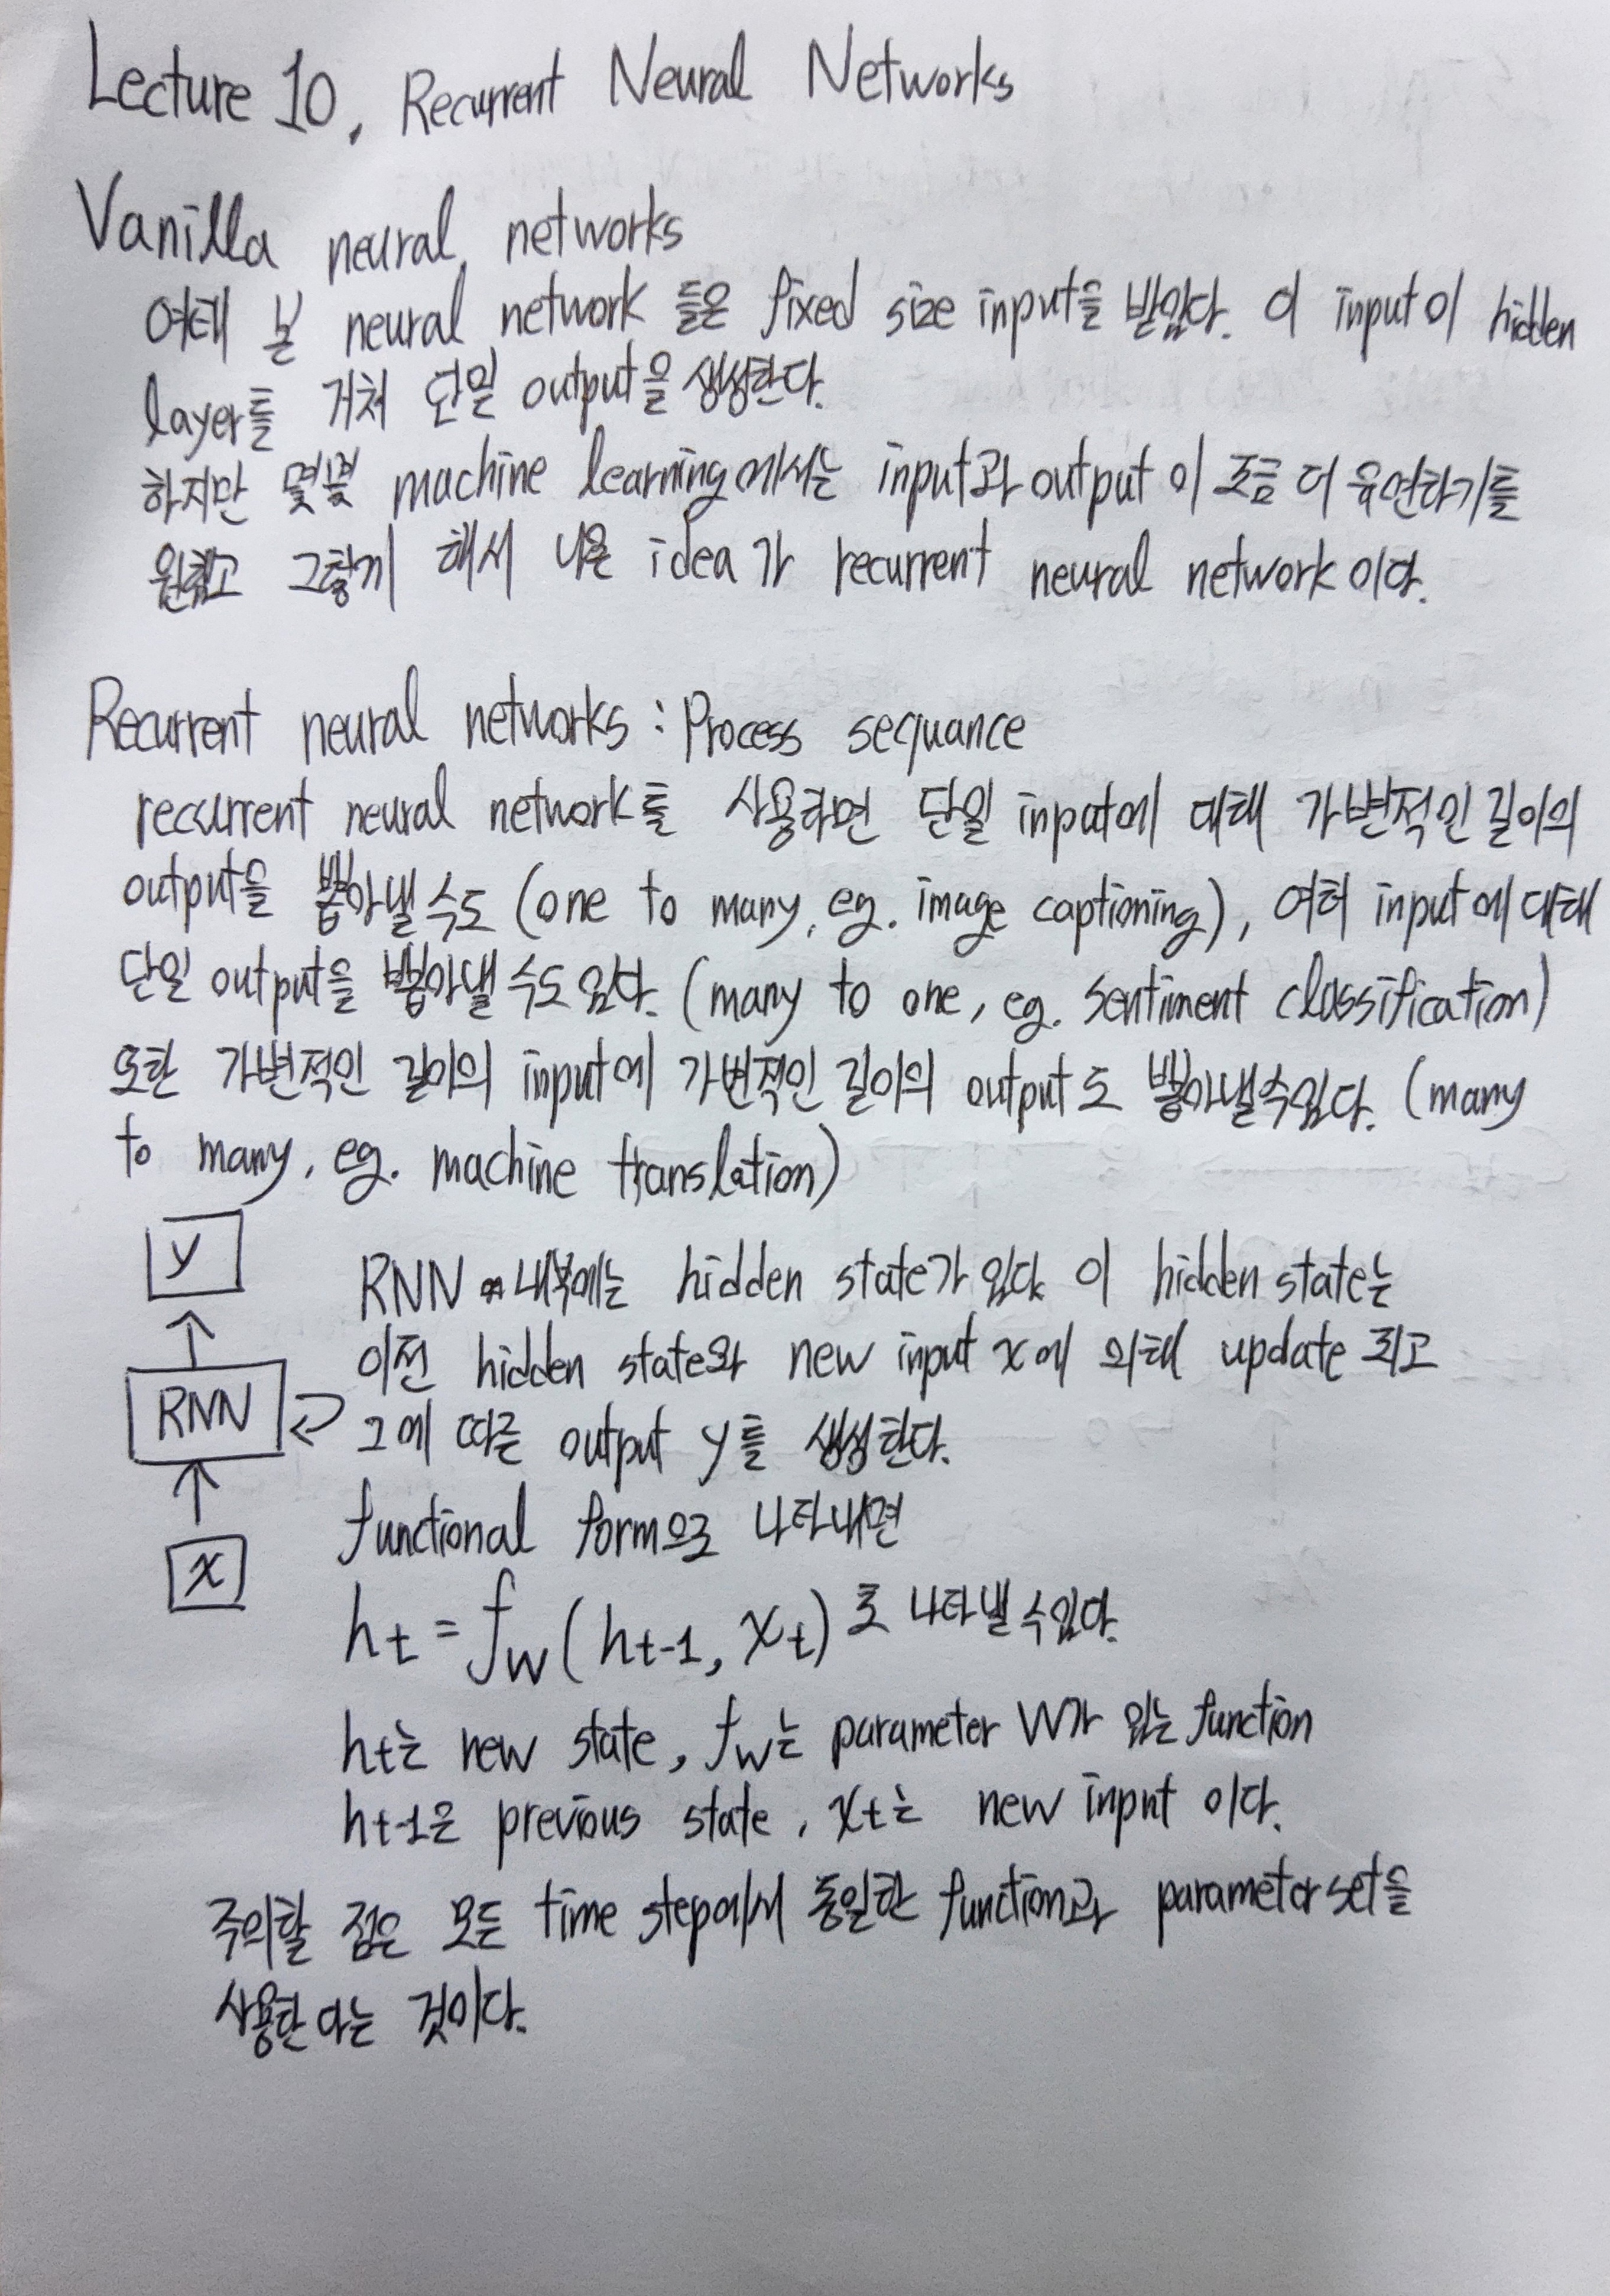 Lecture 10, Recurrent Neural Networks
Vanilla neural networks
여태 본 neural network 들은 fixed size input을 받았다. 이 input이 hidden
layer를 거쳐 단일 output을 생성한다.
하지만 몇몇 machine learning에서는 input과 output이 조금 더 유연하기를
원했고 그렇게 해서 나온 idea가 recurrent neural network이다.
Recurrent neural networks : Process sequance
recurrent neural network를 사용하면 단일 input에 대해 가변적인 길이의
output을 뽑아낼 수도 (one to many, eg. image captioning), 여러 input에 대해
단일 output을 뽑아낼 수도 있다. (many to one, eg. sentiment classification)
또한 가변적인 길이의 input에 가변적인 길이의 output도 뽑아낼 수 있다. (many
to many, eg. machine translation)
y
RNN
x
RNN 내부에는 hidden state가 있다 이 hidden state는
이전 hidden state와 new input x에 의해 update 되고
그에 따른 output y를 생성한다.
functional form으로 나타내면
ht = fw(ht-1, xt)로 나타낼 수 있다.
ht는 new state, fw는 parameter W가 있는 function
ht-1은 previous state, xt는 new input 이다.
주의할 점은 모든 time step에서 동일한 function과 parameter set을
사용한다는 것이다.